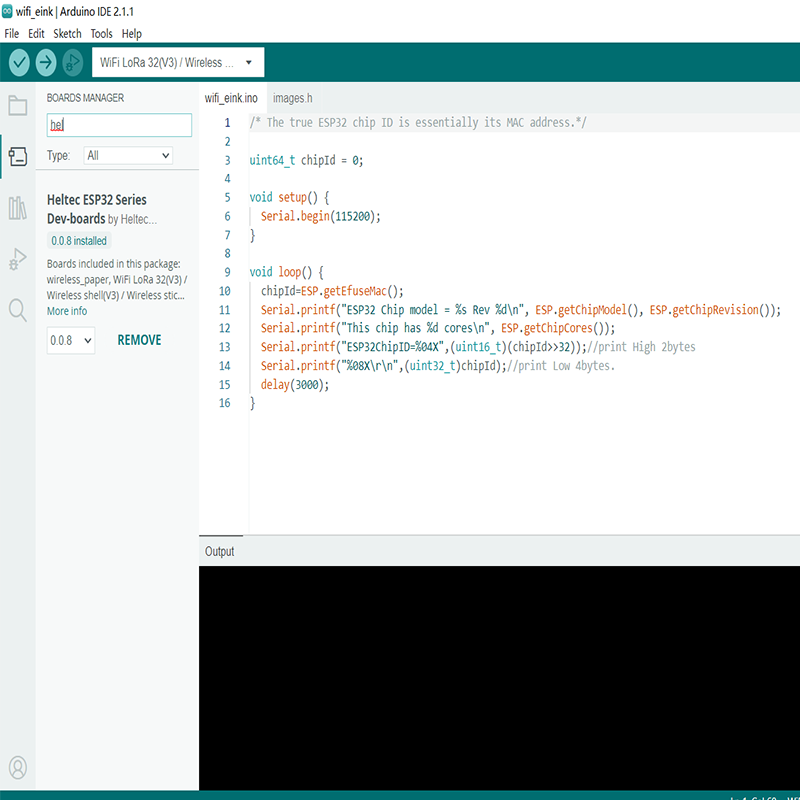 wifi_eink | Arduino IDE 2.1.1
File Edit Sketch Tools Help
WiFi LoRa 32(V3) / Wireless ...
BOARDS MANAGER
hel
Type: All
Heltec ESP32 Series
Dev-boards by Heltec...
0.0.8 installed
Boards included in this package:
wireless_paper, WiFi LoRa 32(V3) /
Wireless shell(V3) / Wireless stic...
More info
0.0.8 REMOVE
wifi_eink.ino images.h
1 /* The true ESP32 chip ID is essentially its MAC address.*/
2
3 uint64_t chipId = 0;
4
5 void setup() {
6 Serial.begin(115200);
7 }
8
9 void loop() {
10 chipId=ESP.getEfuseMac();
11 Serial.printf("ESP32 Chip model = %s Rev %d\n", ESP.getChipModel(), ESP.getChipRevision());
12 Serial.printf("This chip has %d cores\n", ESP.getChipCores());
13 Serial.printf("ESP32ChipID=%04X",(uint16_t)(chipId>>32));//print High 2bytes
14 Serial.printf("%08X\r\n",(uint32_t)chipId);//print Low 4bytes.
15 delay(3000);
16 }
Output